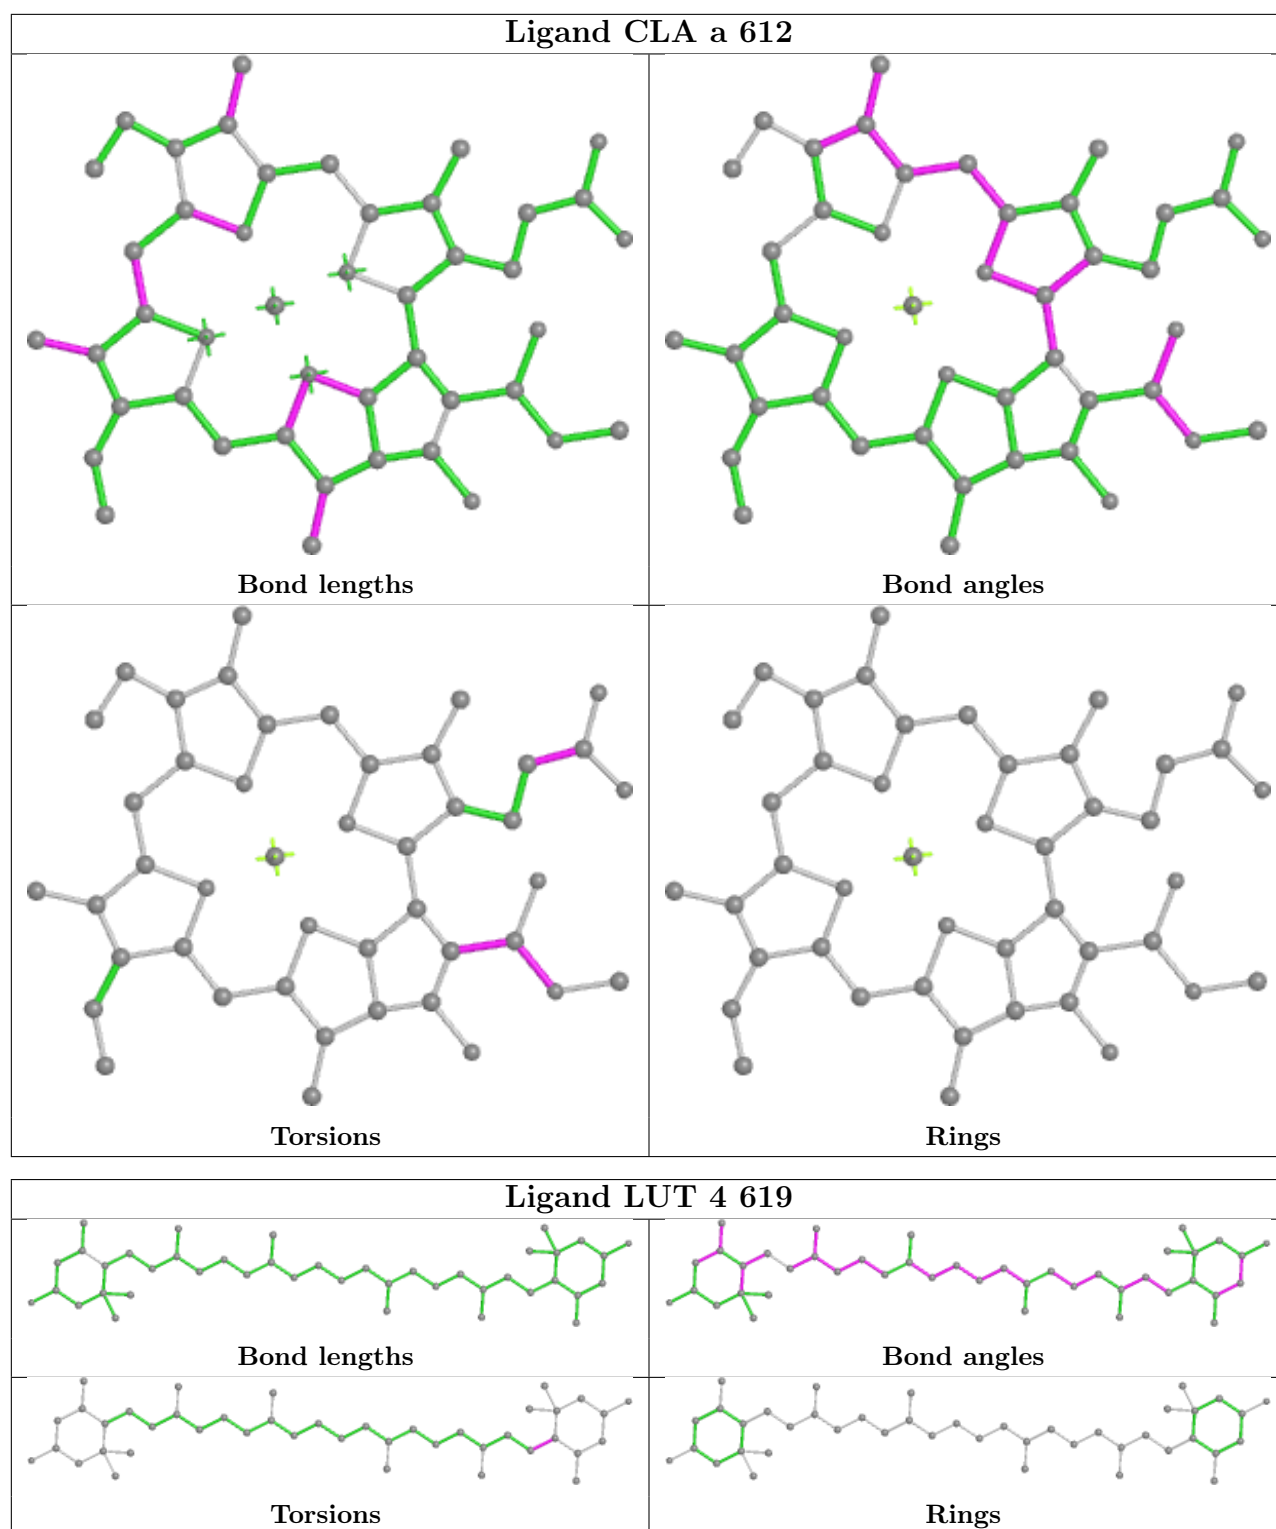 Ligand CLA a 612
Bond lengths
Bond angles
Torsions
Rings
Ligand LUT 4 619
Bond lengths
Bond angles
Torsions
Rings